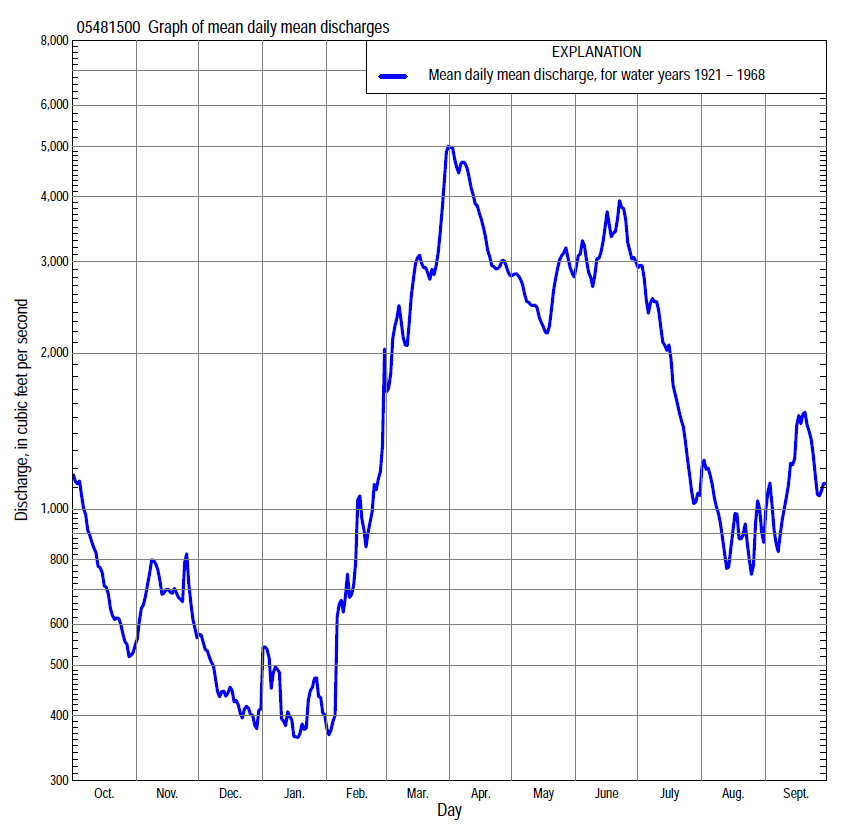 05481500 Graph of mean daily mean discharges
EXPLANATION
Mean daily mean discharge, for water years 1921 – 1968
Discharge, in cubic feet per second
8,000
6,000
5,000
4,000
3,000
2,000
1,000
800
600
500
400
300
Oct. Nov. Dec. Jan. Feb. Mar. Apr. May June July Aug. Sept.
Day